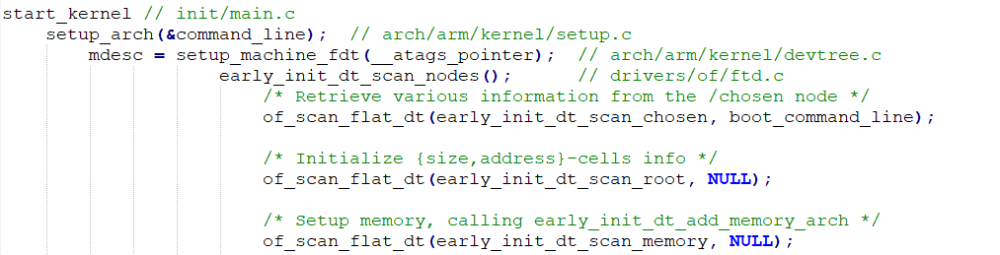 start_kernel // init/main.c
setup_arch(&command_line);  // arch/arm/kernel/setup.c
mdesc = setup_machine_fdt(__atags_pointer);  // arch/arm/kernel/devtree.c
early_init_dt_scan_nodes();      // drivers/of/ftd.c
/* Retrieve various information from the /chosen node */
of_scan_flat_dt(early_init_dt_scan_chosen, boot_command_line);
/* Initialize {size,address}-cells info */
of_scan_flat_dt(early_init_dt_scan_root, NULL);
/* Setup memory, calling early_init_dt_add_memory_arch */
of_scan_flat_dt(early_init_dt_scan_memory, NULL);